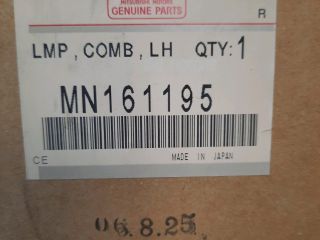 MITSUBISHI MOTORS
GENUINE PARTS
R
LMP, COMB, LH QTY:1
MN161195
CE
MADE IN JAPAN
06.8.25